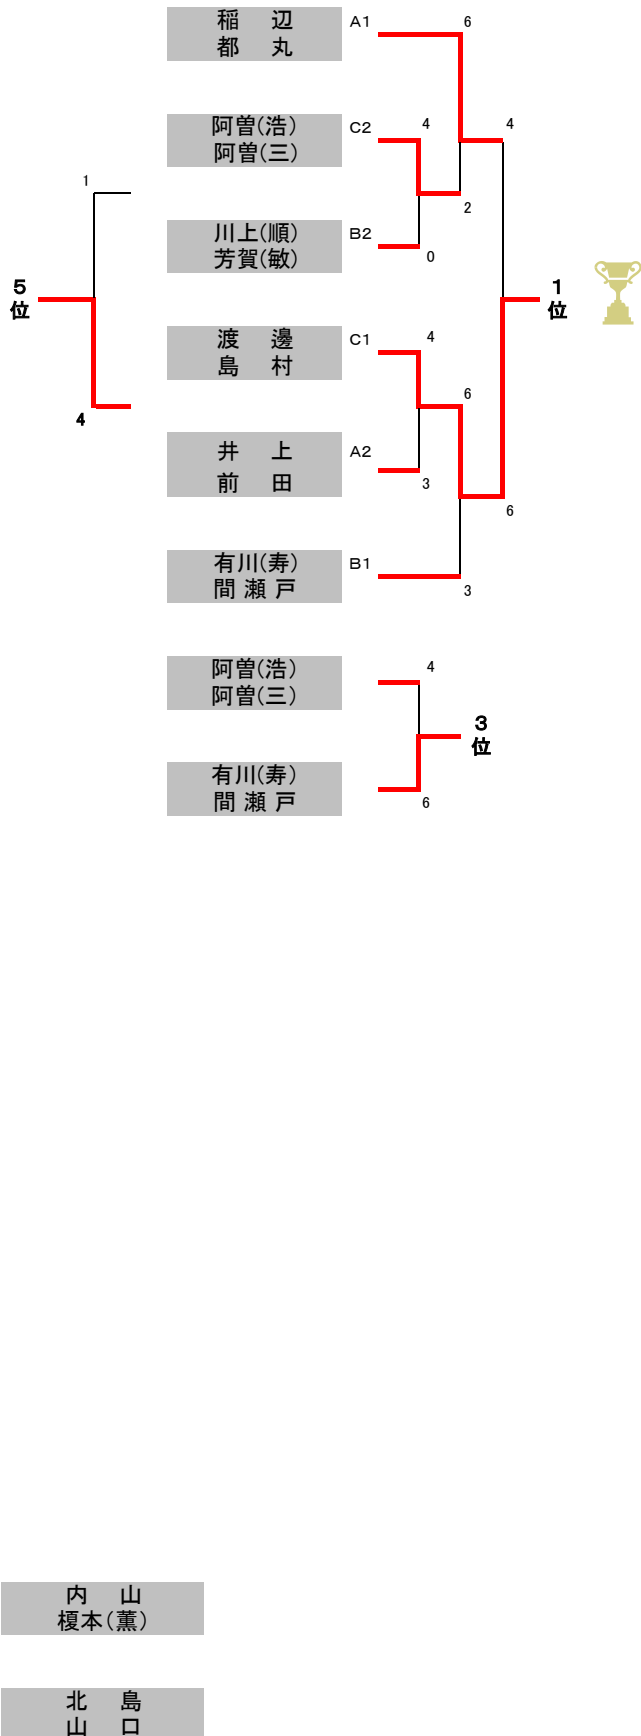 稲　辺 A1 6
都　丸
阿曽(浩) C2 4 4
阿曽(三)
1
2
川上(順) B2
芳賀(敏) 0
5 1
位 位
渡　邊 C1 4
島　村
6
4
井　上 A2
前　田 3
6
有川(寿) B1
間瀬戸 3
阿曽(浩) 4
阿曽(三)
3
位
有川(寿)
間瀬戸 6
内　山
榎本(薫)
北　島
山　口